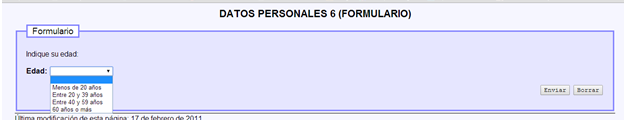 DATOS PERSONALES 6 (FORMULARIO)
Formulario
Indique su edad:
Edad:
Menos de 20 años
Entre 20 y 39 años
Entre 40 y 59 años
60 años o más
Enviar Borrar
Última modificación de esta página: 17 de febrero de 2011